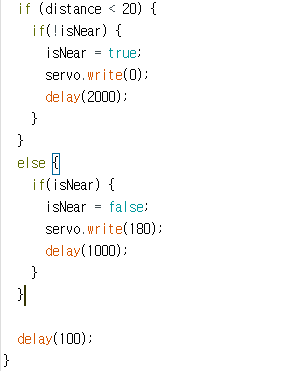 if (distance < 20) {
if(!isNear) {
isNear = true;
servo.write(0);
delay(2000);
}
}
else {
if(isNear) {
isNear = false;
servo.write(180);
delay(1000);
}
}
delay(100);
}